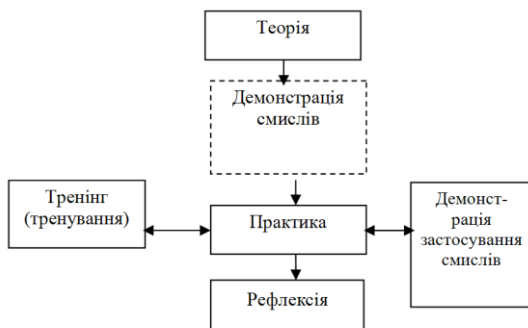 Теорія
Демонстрація
смислів
Тренінг
(тренування)
Практика
Демонст-
рація
застосування
смислів
Рефлексія